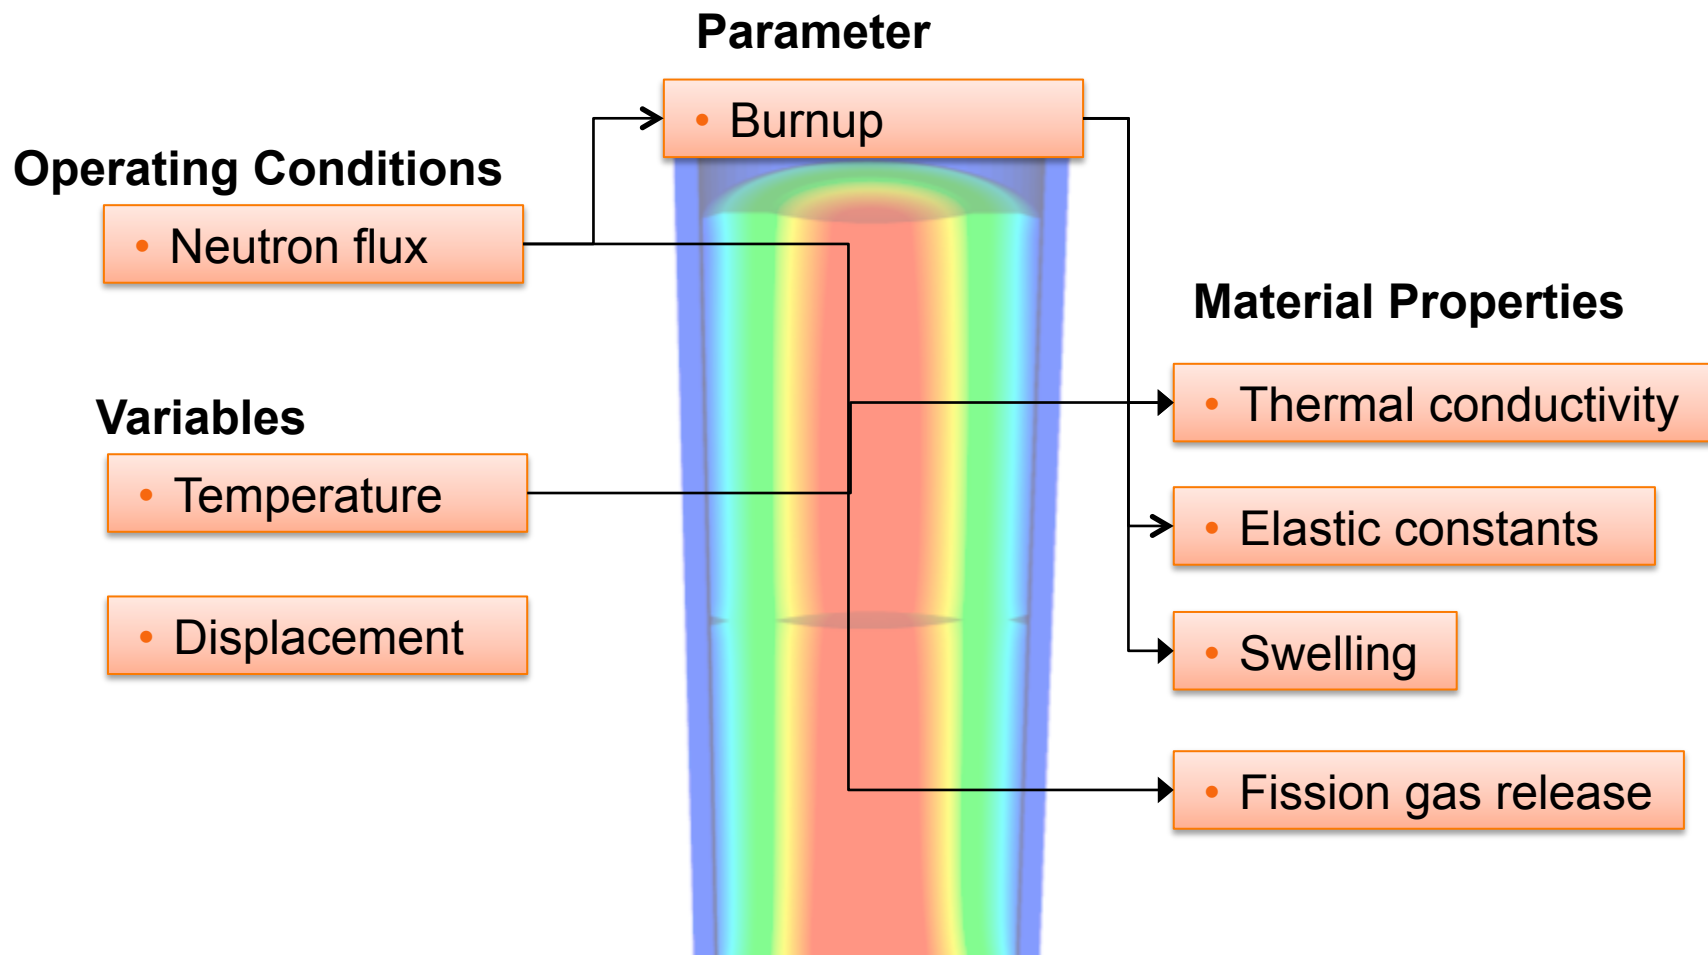 Parameter
• Burnup
Operating Conditions
• Neutron flux
Material Properties
• Thermal conductivity
Variables
• Temperature
• Elastic constants
• Displacement
• Swelling
• Fission gas release